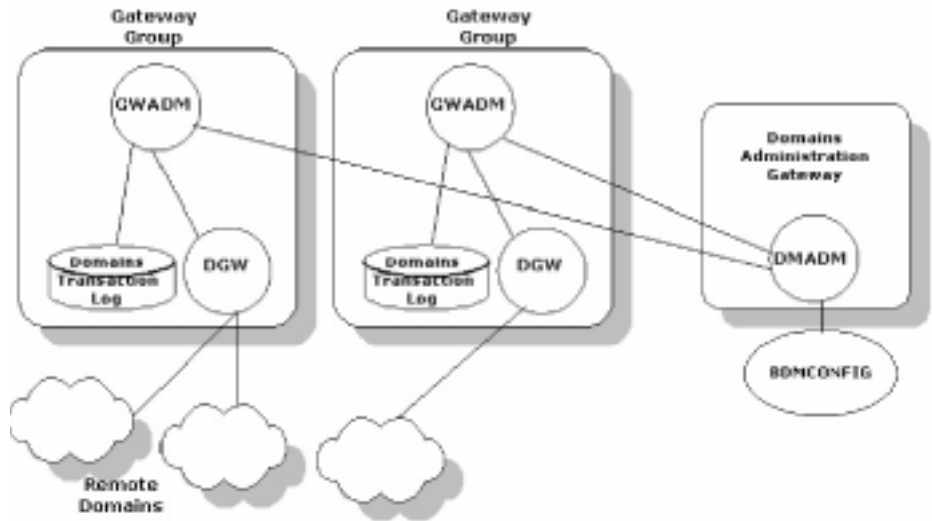 Gateway
Group
GWADM
Domains
Transaction
Log
DGW
Gateway
Group
GWADM
Domains
Transaction
Log
DGW
Domains
Administration
Gateway
DMADM
BDMCONFIG
Remote
Domains